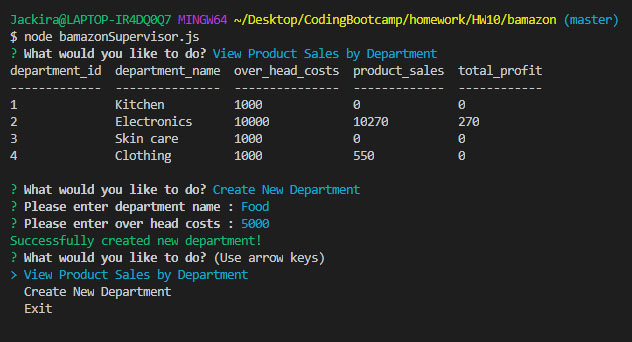 Jackira@LAPTOP-IR4DQ0Q7 MINGW64 ~/Desktop/CodingBootcamp/homework/HW10/bamazon (master)
$ node bamazonSupervisor.js
? What would you like to do? View Product Sales by Department
department_id  department_name  over_head_costs  product_sales  total_profit
-------------  ---------------  ---------------  -------------  ------------
1              Kitchen          1000             0              0
2              Electronics      10000            10270          270
3              Skin care        1000             0              0
4              Clothing         1000             550            0
? What would you like to do? Create New Department
? Please enter department name : Food
? Please enter over head costs : 5000
Successfully created new department!
? What would you like to do? (Use arrow keys)
> View Product Sales by Department
  Create New Department
  Exit